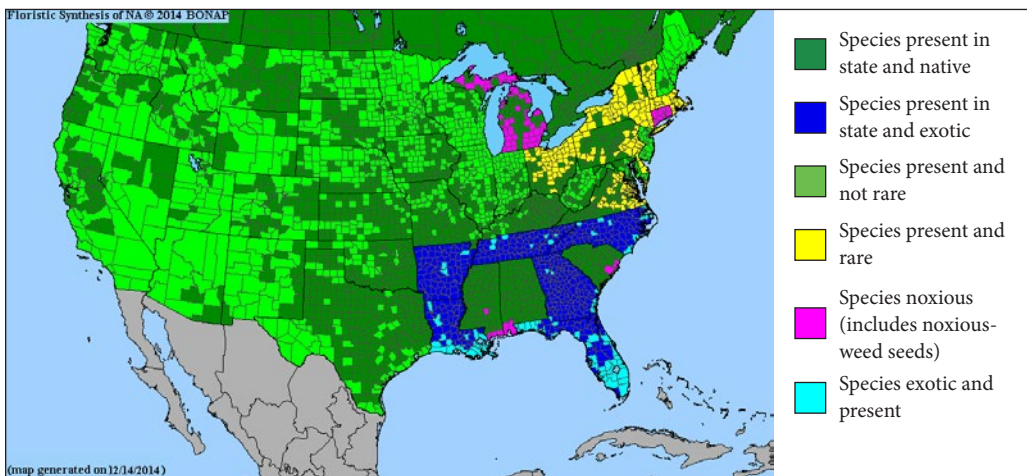 Floristic Synthesis of NA © 2014 BONAP
Species present in
state and native
Species present in
state and exotic
Species present and
not rare
Species present and
rare
Species noxious
(includes noxious-
weed seeds)
Species exotic and
present
(map generated on 12/14/2014)